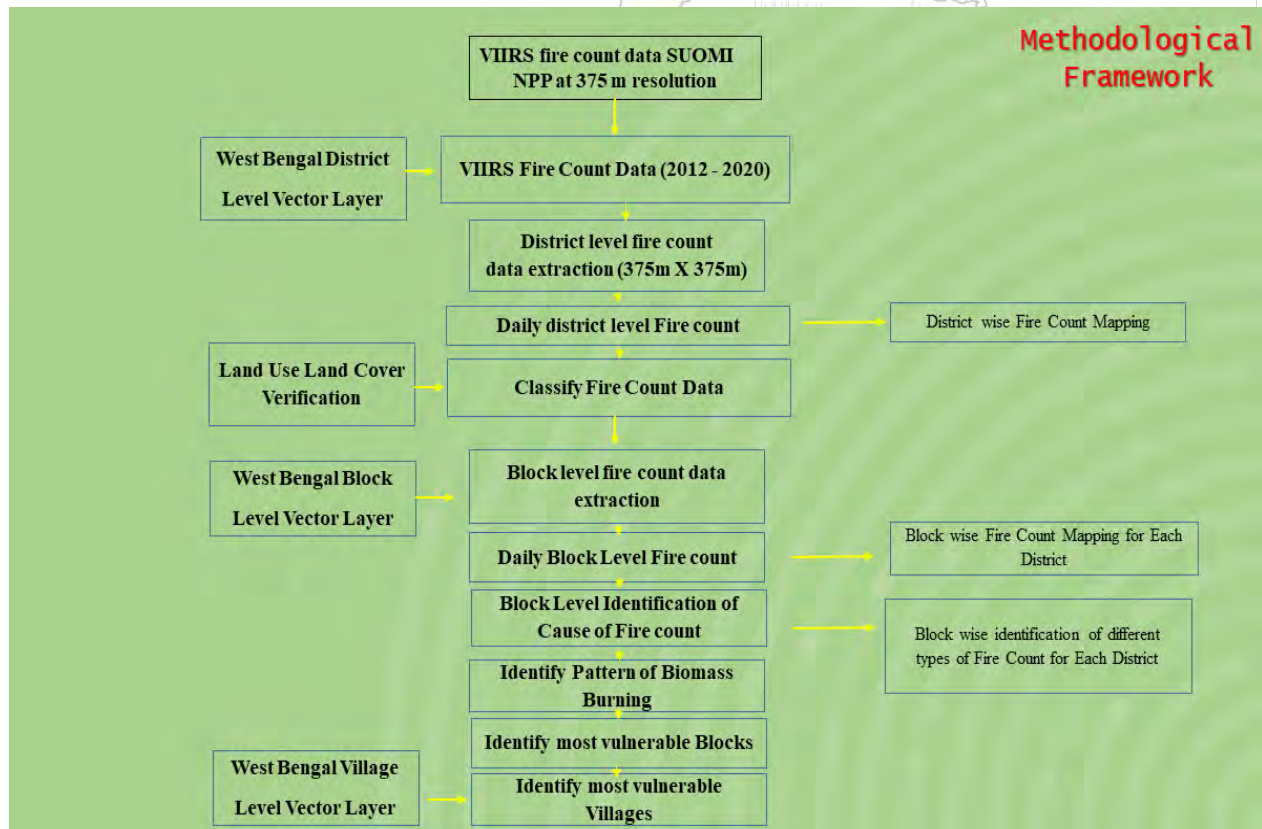 Methodological
Framework
VIIRS fire count data SUOMI
NPP at 375 m resolution
West Bengal District
Level Vector Layer
VIIRS Fire Count Data (2012 - 2020)
District level fire count
data extraction (375m X 375m)
Daily district level Fire count
District wise Fire Count Mapping
Land Use Land Cover
Verification
Classify Fire Count Data
West Bengal Block
Level Vector Layer
Block level fire count data
extraction
Daily Block Level Fire count
Block wise Fire Count Mapping for Each
District
Block Level Identification of
Cause of Fire count
Block wise identification of different
types of Fire Count for Each District
Identify Pattern of Biomass
Burning
Identify most vulnerable Blocks
West Bengal Village
Level Vector Layer
Identify most vulnerable
Villages